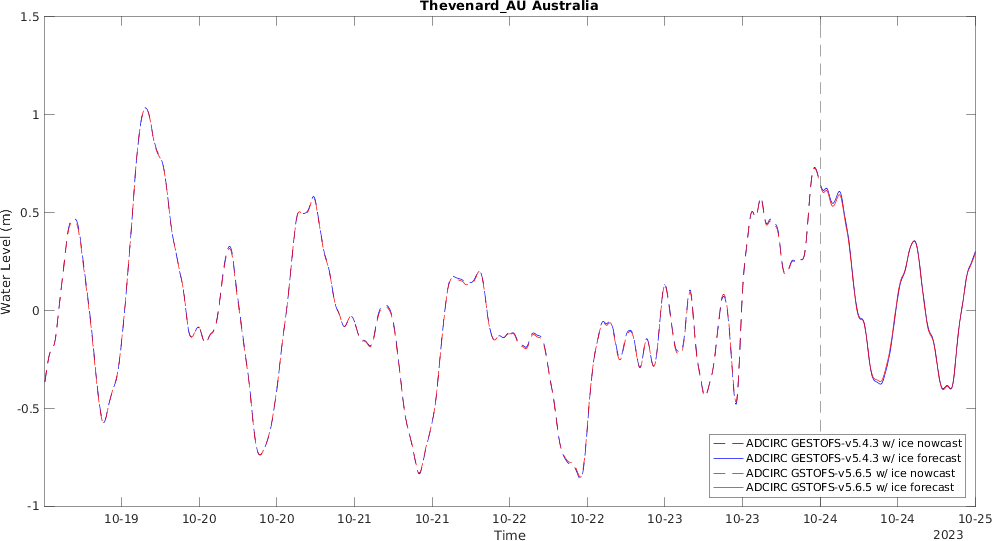 Thevenard_AU Australia
1.5
1
0.5
0
-0.5
-1
Water Level (m)
ADCIRC GESTOFS-v5.4.3 w/ ice nowcast
ADCIRC GESTOFS-v5.4.3 w/ ice forecast
ADCIRC GSTOFS-v5.6.5 w/ ice nowcast
ADCIRC GSTOFS-v5.6.5 w/ ice forecast
10-19 10-20 10-20 10-21 10-21 10-22 10-22 10-23 10-23 10-24 10-24 10-25
Time
2023